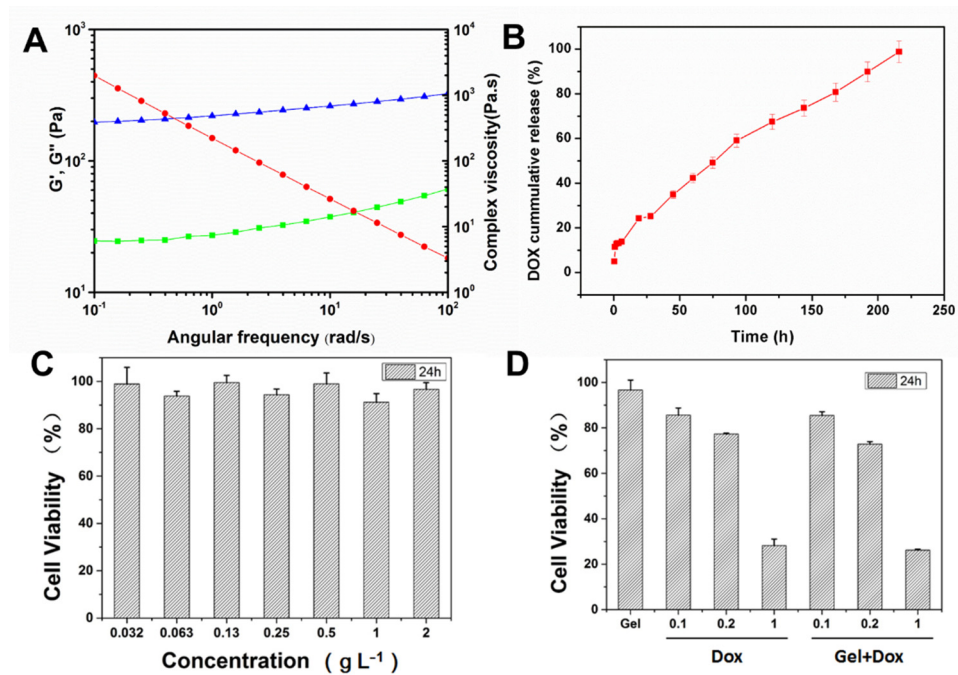 A
10³
10²
10¹
G', G'' (Pa)
10⁴
10³
10²
10¹
10⁰
Complex viscosity(Pa.s)
10⁻¹ 10⁰ 10¹ 10²
Angular frequency (rad/s)
B
100
80
60
40
20
0
DOX cummulative release (%)
0 50 100 150 200 250
Time (h)
C
24h
100
80
60
40
20
0
Cell Viability (%)
0.032 0.063 0.13 0.25 0.5 1 2
Concentration ( g L⁻¹ )
D
24h
100
80
60
40
20
0
Cell Viability (%)
Gel 0.1 0.2 1 0.1 0.2 1
Dox Gel+Dox